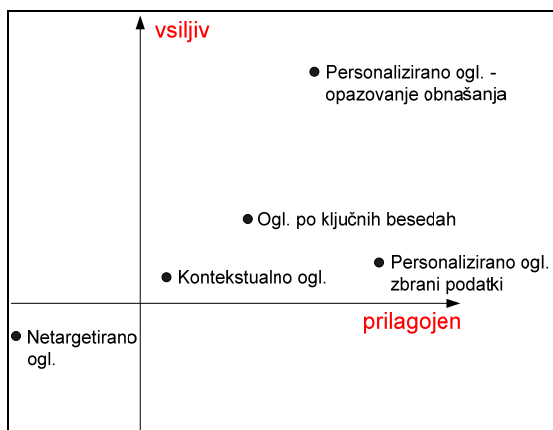 vsiljiv
Personalizirano ogl. -
opazovanje obnašanja
Ogl. po ključnih besedah
Kontekstualno ogl.
Personalizirano ogl.
zbrani podatki
prilagojen
Netargetirano
ogl.